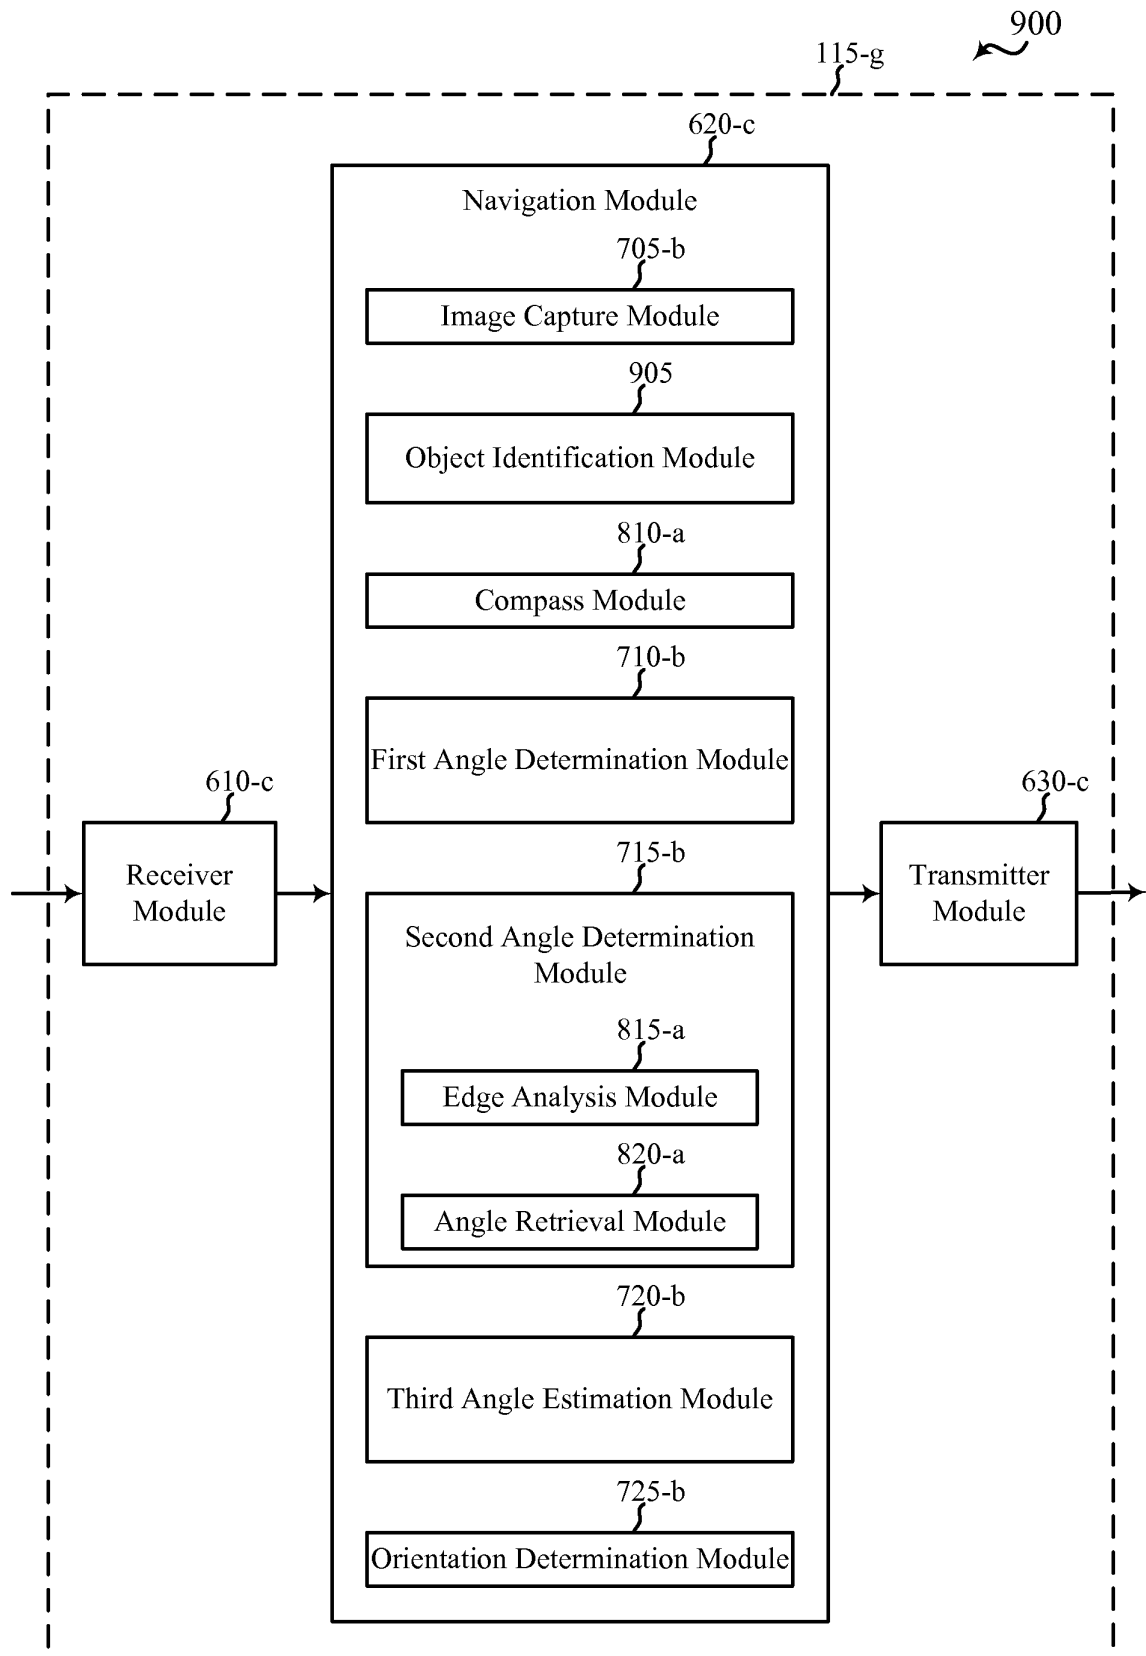 900
115-g
620-c
Navigation Module
705-b
Image Capture Module
905
Object Identification Module
810-a
Compass Module
710-b
First Angle Determination Module
610-c
630-c
Receiver
Module
Transmitter
Module
715-b
Second Angle Determination
Module
815-a
Edge Analysis Module
820-a
Angle Retrieval Module
720-b
Third Angle Estimation Module
725-b
Orientation Determination Module